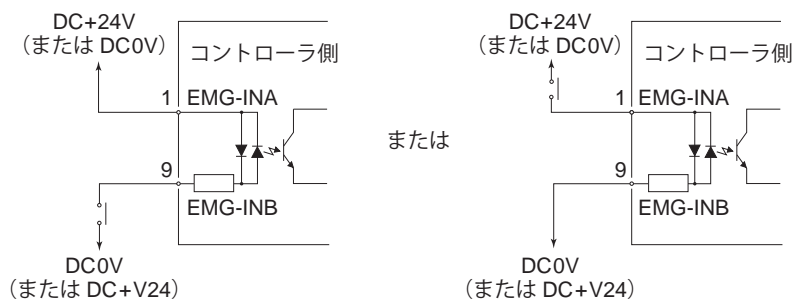 DC+24V
(または DC0V)
コントローラ側
1
EMG-INA
9
EMG-INB
DC0V
(または DC+V24)
または
DC+24V
(または DC0V)
コントローラ側
1
EMG-INA
9
EMG-INB
DC0V
(または DC+V24)